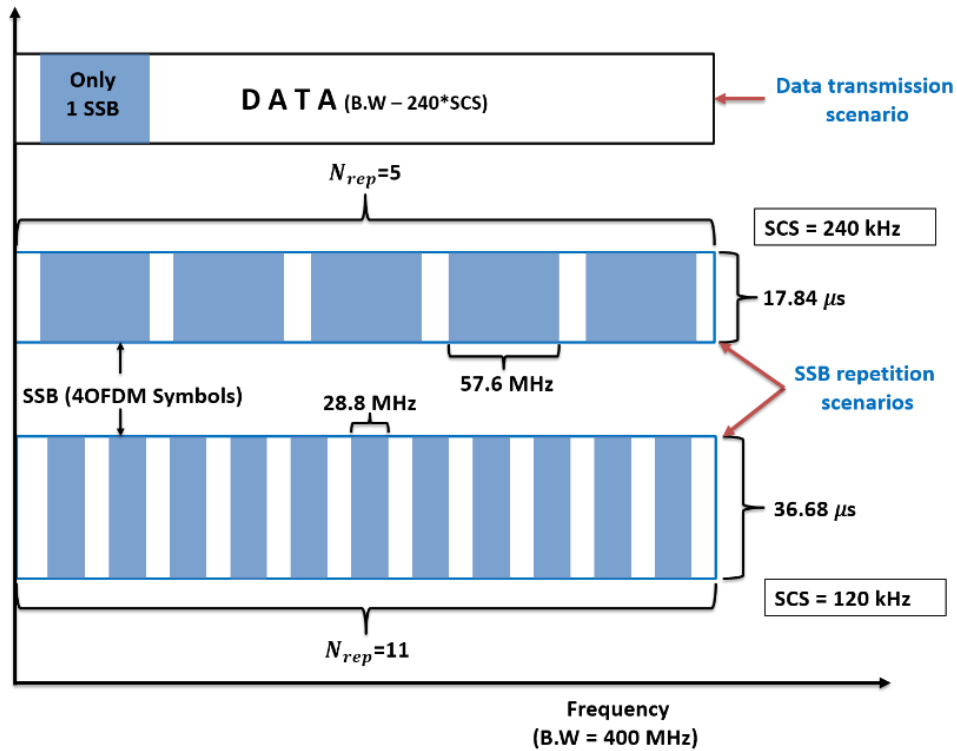 Only
1 SSB
D A T A (B.W – 240*SCS)
Data transmission
scenario
N_rep=5
SCS = 240 kHz
17.84 μs
57.6 MHz
SSB (4OFDM Symbols)
28.8 MHz
SSB repetition
scenarios
36.68 μs
SCS = 120 kHz
N_rep=11
Frequency
(B.W = 400 MHz)